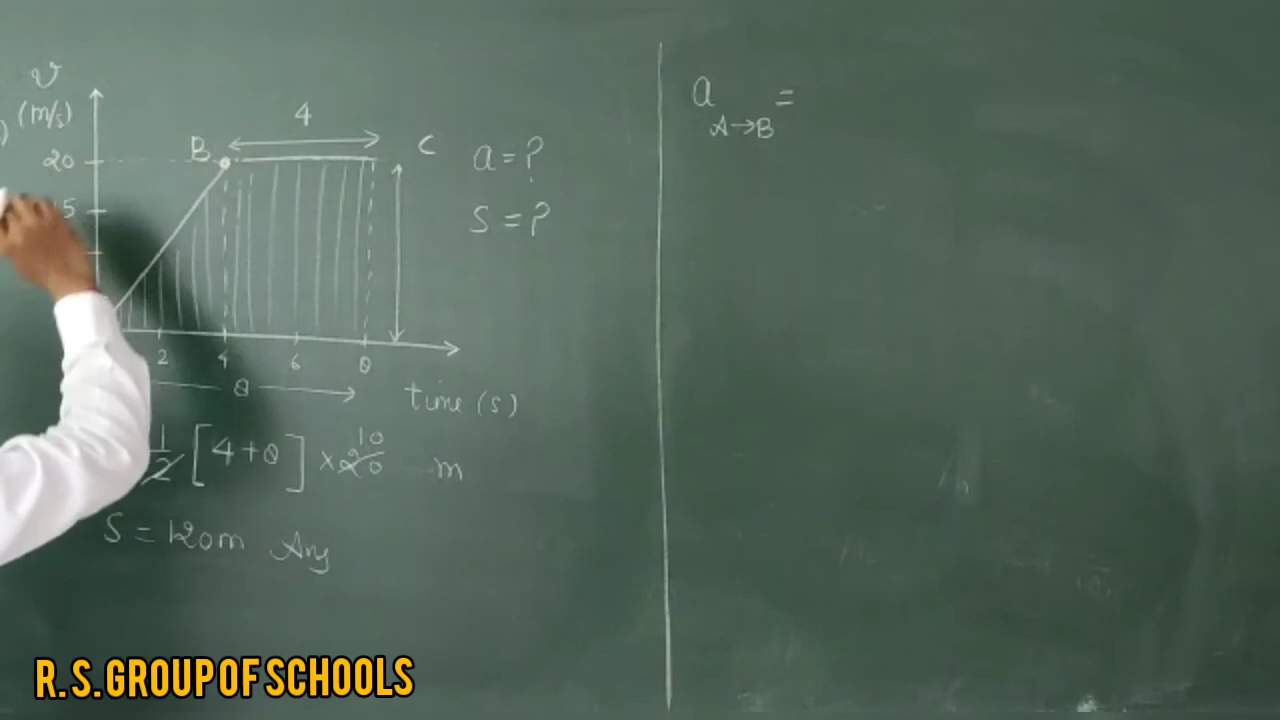 v
(m/s)
20
5
B
4
C
2
4
6
8
8
time (s)
1/2 [4+8] × 20 10 m
S = 120m Ans
a = ?
S = ?
a A→B =
R. S. GROUP OF SCHOOLS